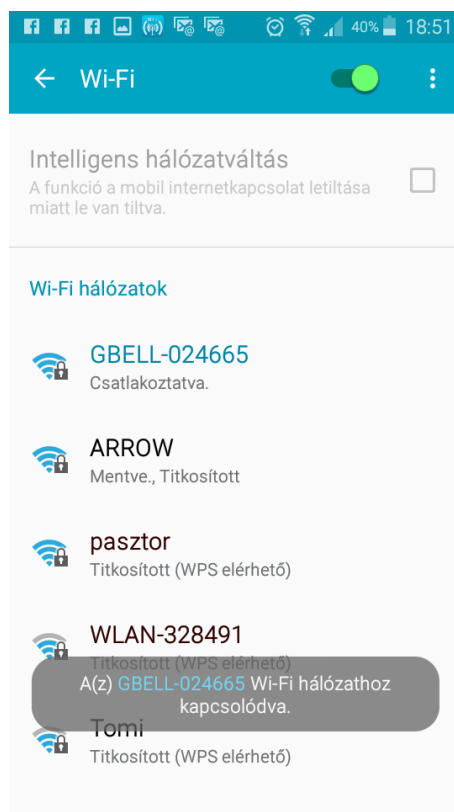 40% 18:51
Wi-Fi
Intelligens hálózatváltás
A funkció a mobil internetkapcsolat letiltása
miatt le van tiltva.
Wi-Fi hálózatok
GBELL-024665
Csatlakoztatva.
ARROW
Mentve., Titkosított
pasztor
Titkosított (WPS elérhető)
WLAN-328491
Titkosított (WPS elérhető)
A(z) GBELL-024665 Wi-Fi hálózathoz
kapcsolódva.
Tomi
Titkosított (WPS elérhető)